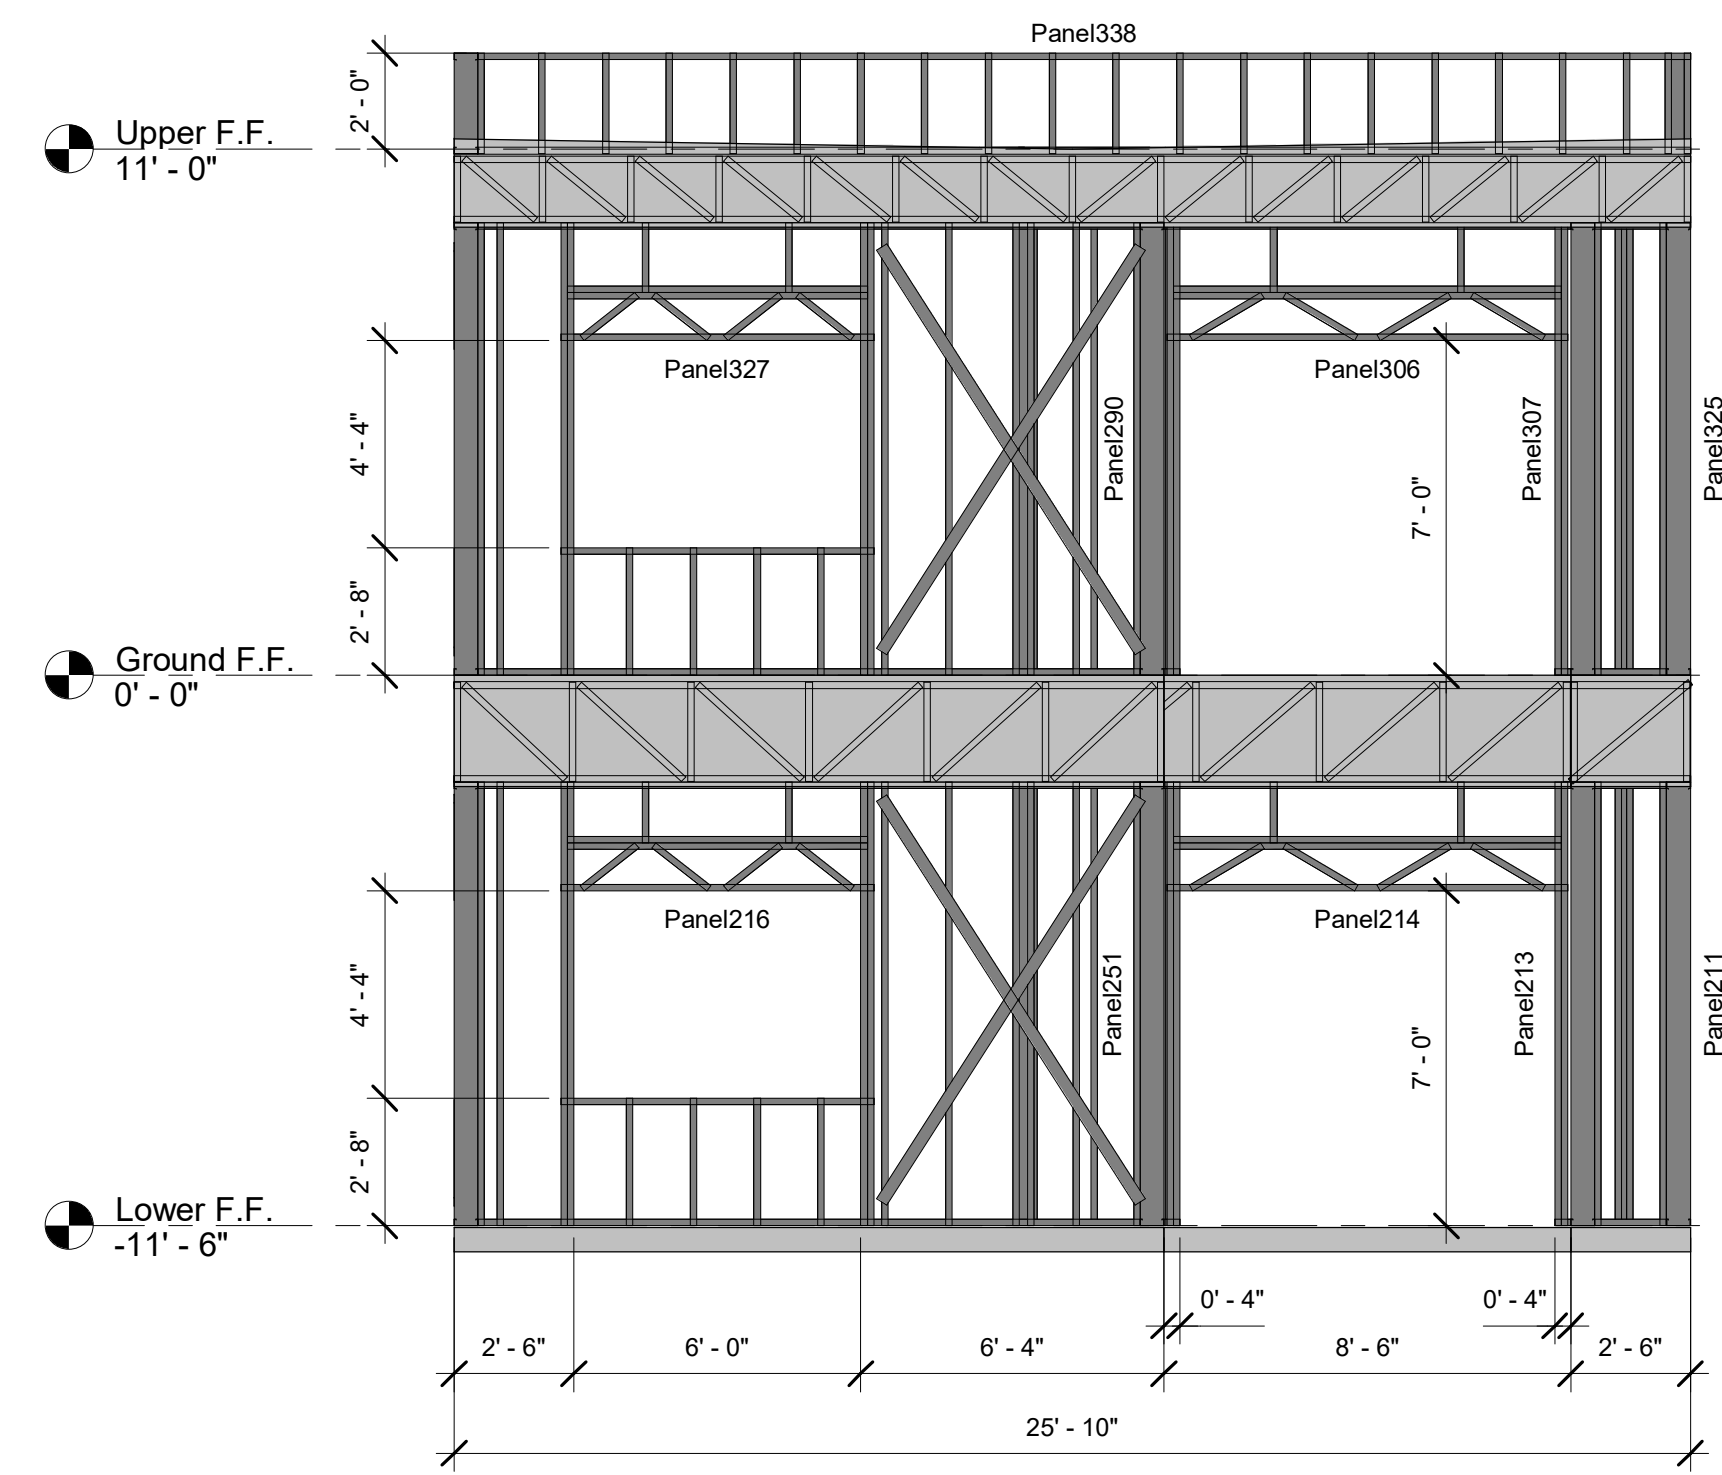 Panel338
2' - 0"
Upper F.F.
11' - 0"
Panel327
Panel306
4' - 4"
Panel290
Panel307
Panel325
7' - 0"
2' - 8"
Ground F.F.
0' - 0"
Panel216
Panel214
4' - 4"
Panel251
Panel213
Panel211
7' - 0"
2' - 8"
Lower F.F.
-11' - 6"
0' - 4"
0' - 4"
2' - 6"
6' - 0"
6' - 4"
8' - 6"
2' - 6"
25' - 10"